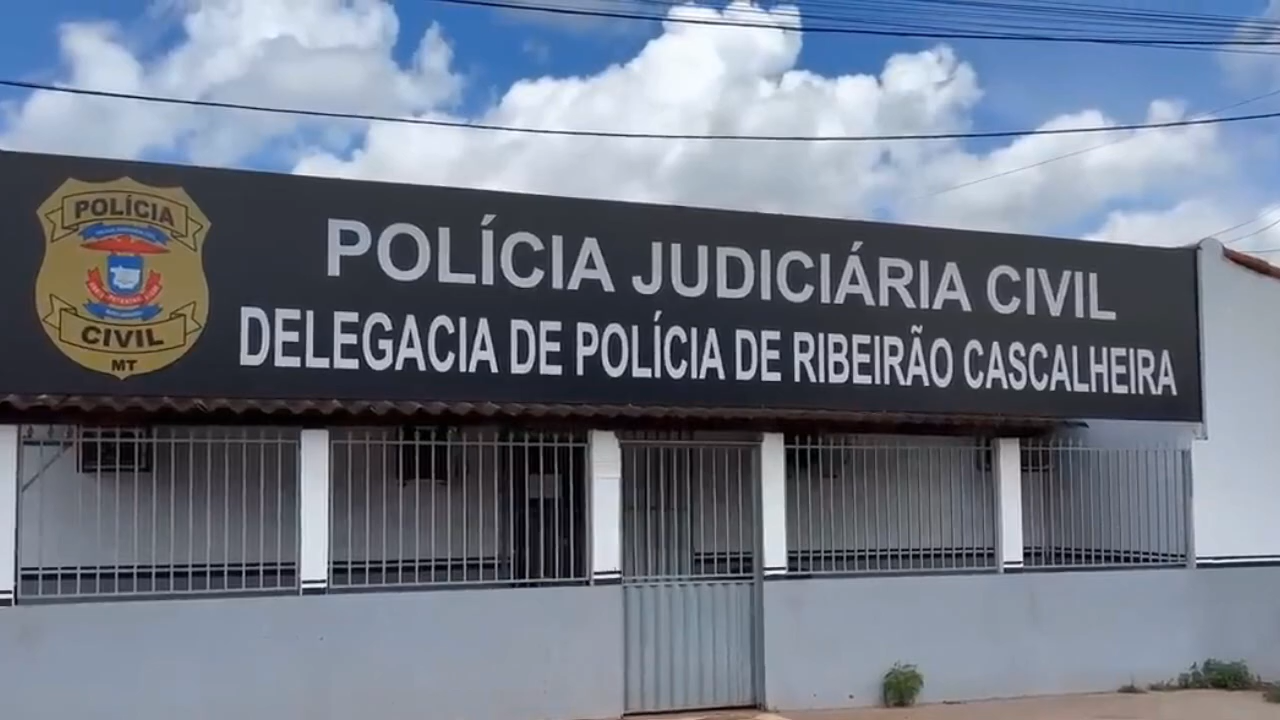 POLÍCIA
CIVIL
MT
POLÍCIA JUDICIÁRIA CIVIL
DELEGACIA DE POLÍCIA DE RIBEIRÃO CASCALHEIRA